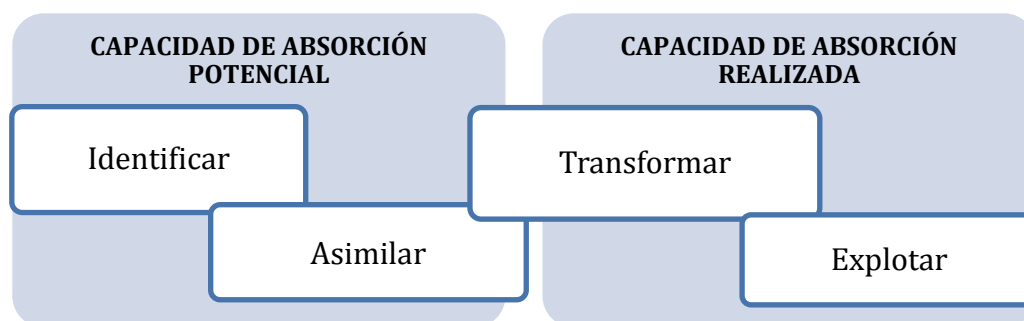 CAPACIDAD DE ABSORCIÓN
POTENCIAL
Identificar
Asimilar
CAPACIDAD DE ABSORCIÓN
REALIZADA
Transformar
Explotar